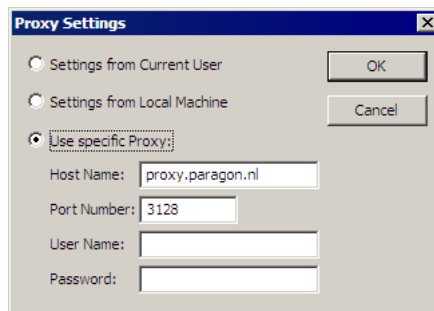 Proxy Settings
Settings from Current User
OK
Settings from Local Machine
Cancel
Use specific Proxy:
Host Name: proxy.paragon.nl
Port Number: 3128
User Name:
Password: